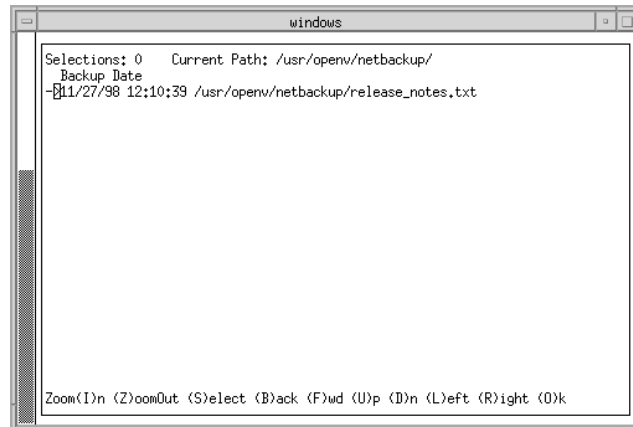 windows
Selections: 0 Current Path: /usr/openv/netbackup/
Backup Date
->11/27/98 12:10:39 /usr/openv/netbackup/release_notes.txt
Zoom(I)n (Z)oomOut (S)elect (B)ack (F)wd (U)p (D)n (L)eft (R)ight (O)k